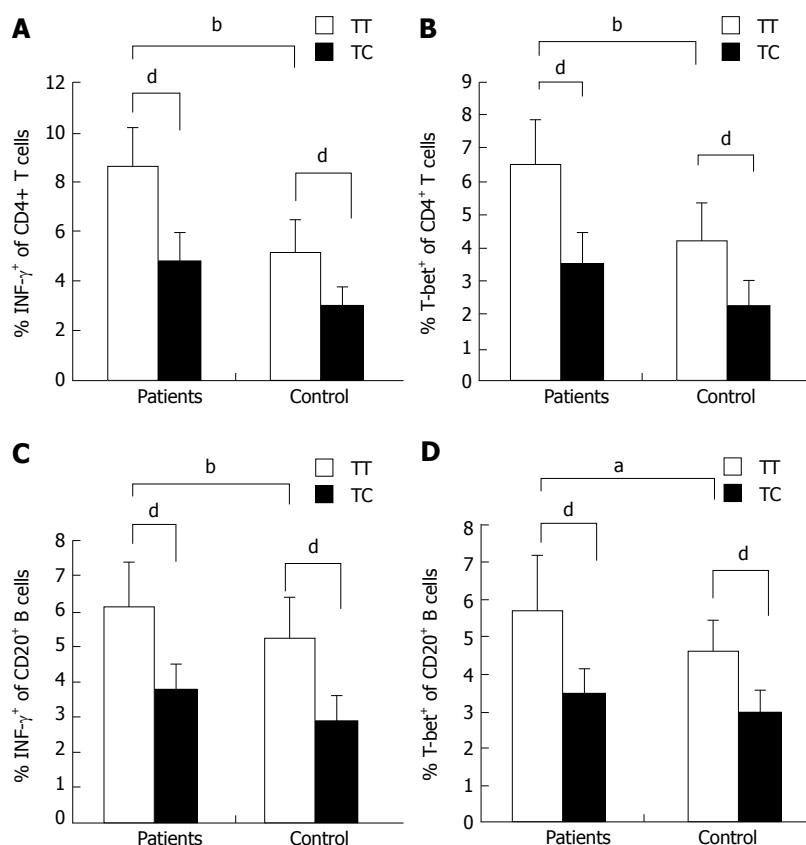 A
TT
TC
b
d
d
12
10
8
6
4
2
0
% INF-γ⁺ of CD4+ T cells
Patients
Control
B
TT
TC
b
d
d
9
8
7
6
5
4
3
2
1
0
% T-bet⁺ of CD4⁺ T cells
Patients
Control
C
TT
TC
b
d
d
8
7
6
5
4
3
2
1
0
% INF-γ⁺ of CD20⁺ B cells
Patients
Control
D
TT
TC
a
d
d
8
7
6
5
4
3
2
1
0
% T-bet⁺ of CD20⁺ B cells
Patients
Control